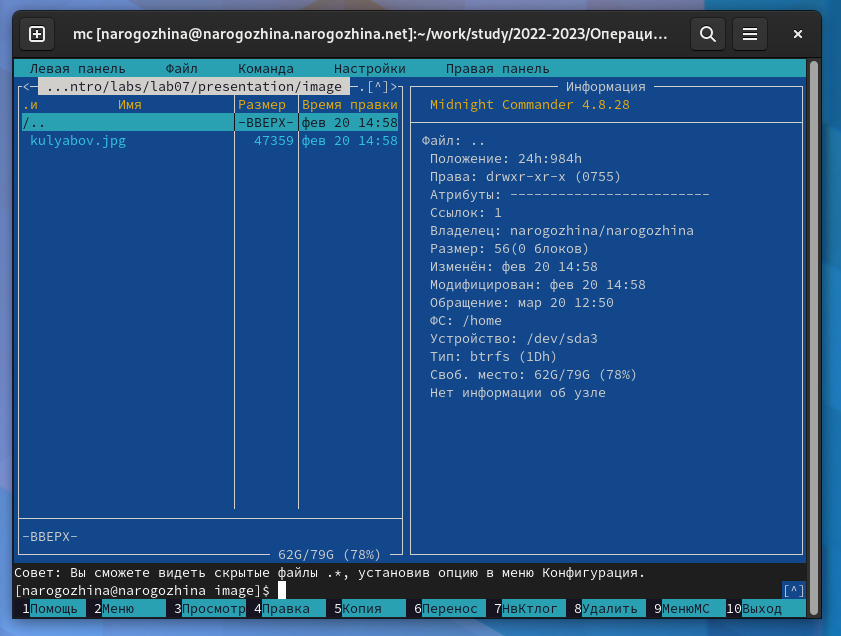 mc [narogozhina@narogozhina.narogozhina.net]:~/work/study/2022-2023/Операци…
Левая панель Файл Команда Настройки Правая панель
<— ...ntro/labs/lab07/presentation/image —.[^]>
.и Имя Размер Время правки
/.. -ВВЕРХ- фев 20 14:58
kulyabov.jpg 47359 фев 20 14:58
-ВВЕРХ-
62G/79G (78%)
Информация
Midnight Commander 4.8.28
Файл: ..
Положение: 24h:984h
Права: drwxr-xr-x (0755)
Атрибуты: -------------------------
Ссылок: 1
Владелец: narogozhina/narogozhina
Размер: 56(0 блоков)
Изменён: фев 20 14:58
Модифицирован: фев 20 14:58
Обращение: мар 20 12:50
ФС: /home
Устройство: /dev/sda3
Тип: btrfs (1Dh)
Своб. место: 62G/79G (78%)
Нет информации об узле
Совет: Вы сможете видеть скрытые файлы .*, установив опцию в меню Конфигурация.
[narogozhina@narogozhina image]$ [^]
1Помощь 2Меню 3Просмотр 4Правка 5Копия 6Перенос 7НвКтлог 8Удалить 9МенюМС 10Выход